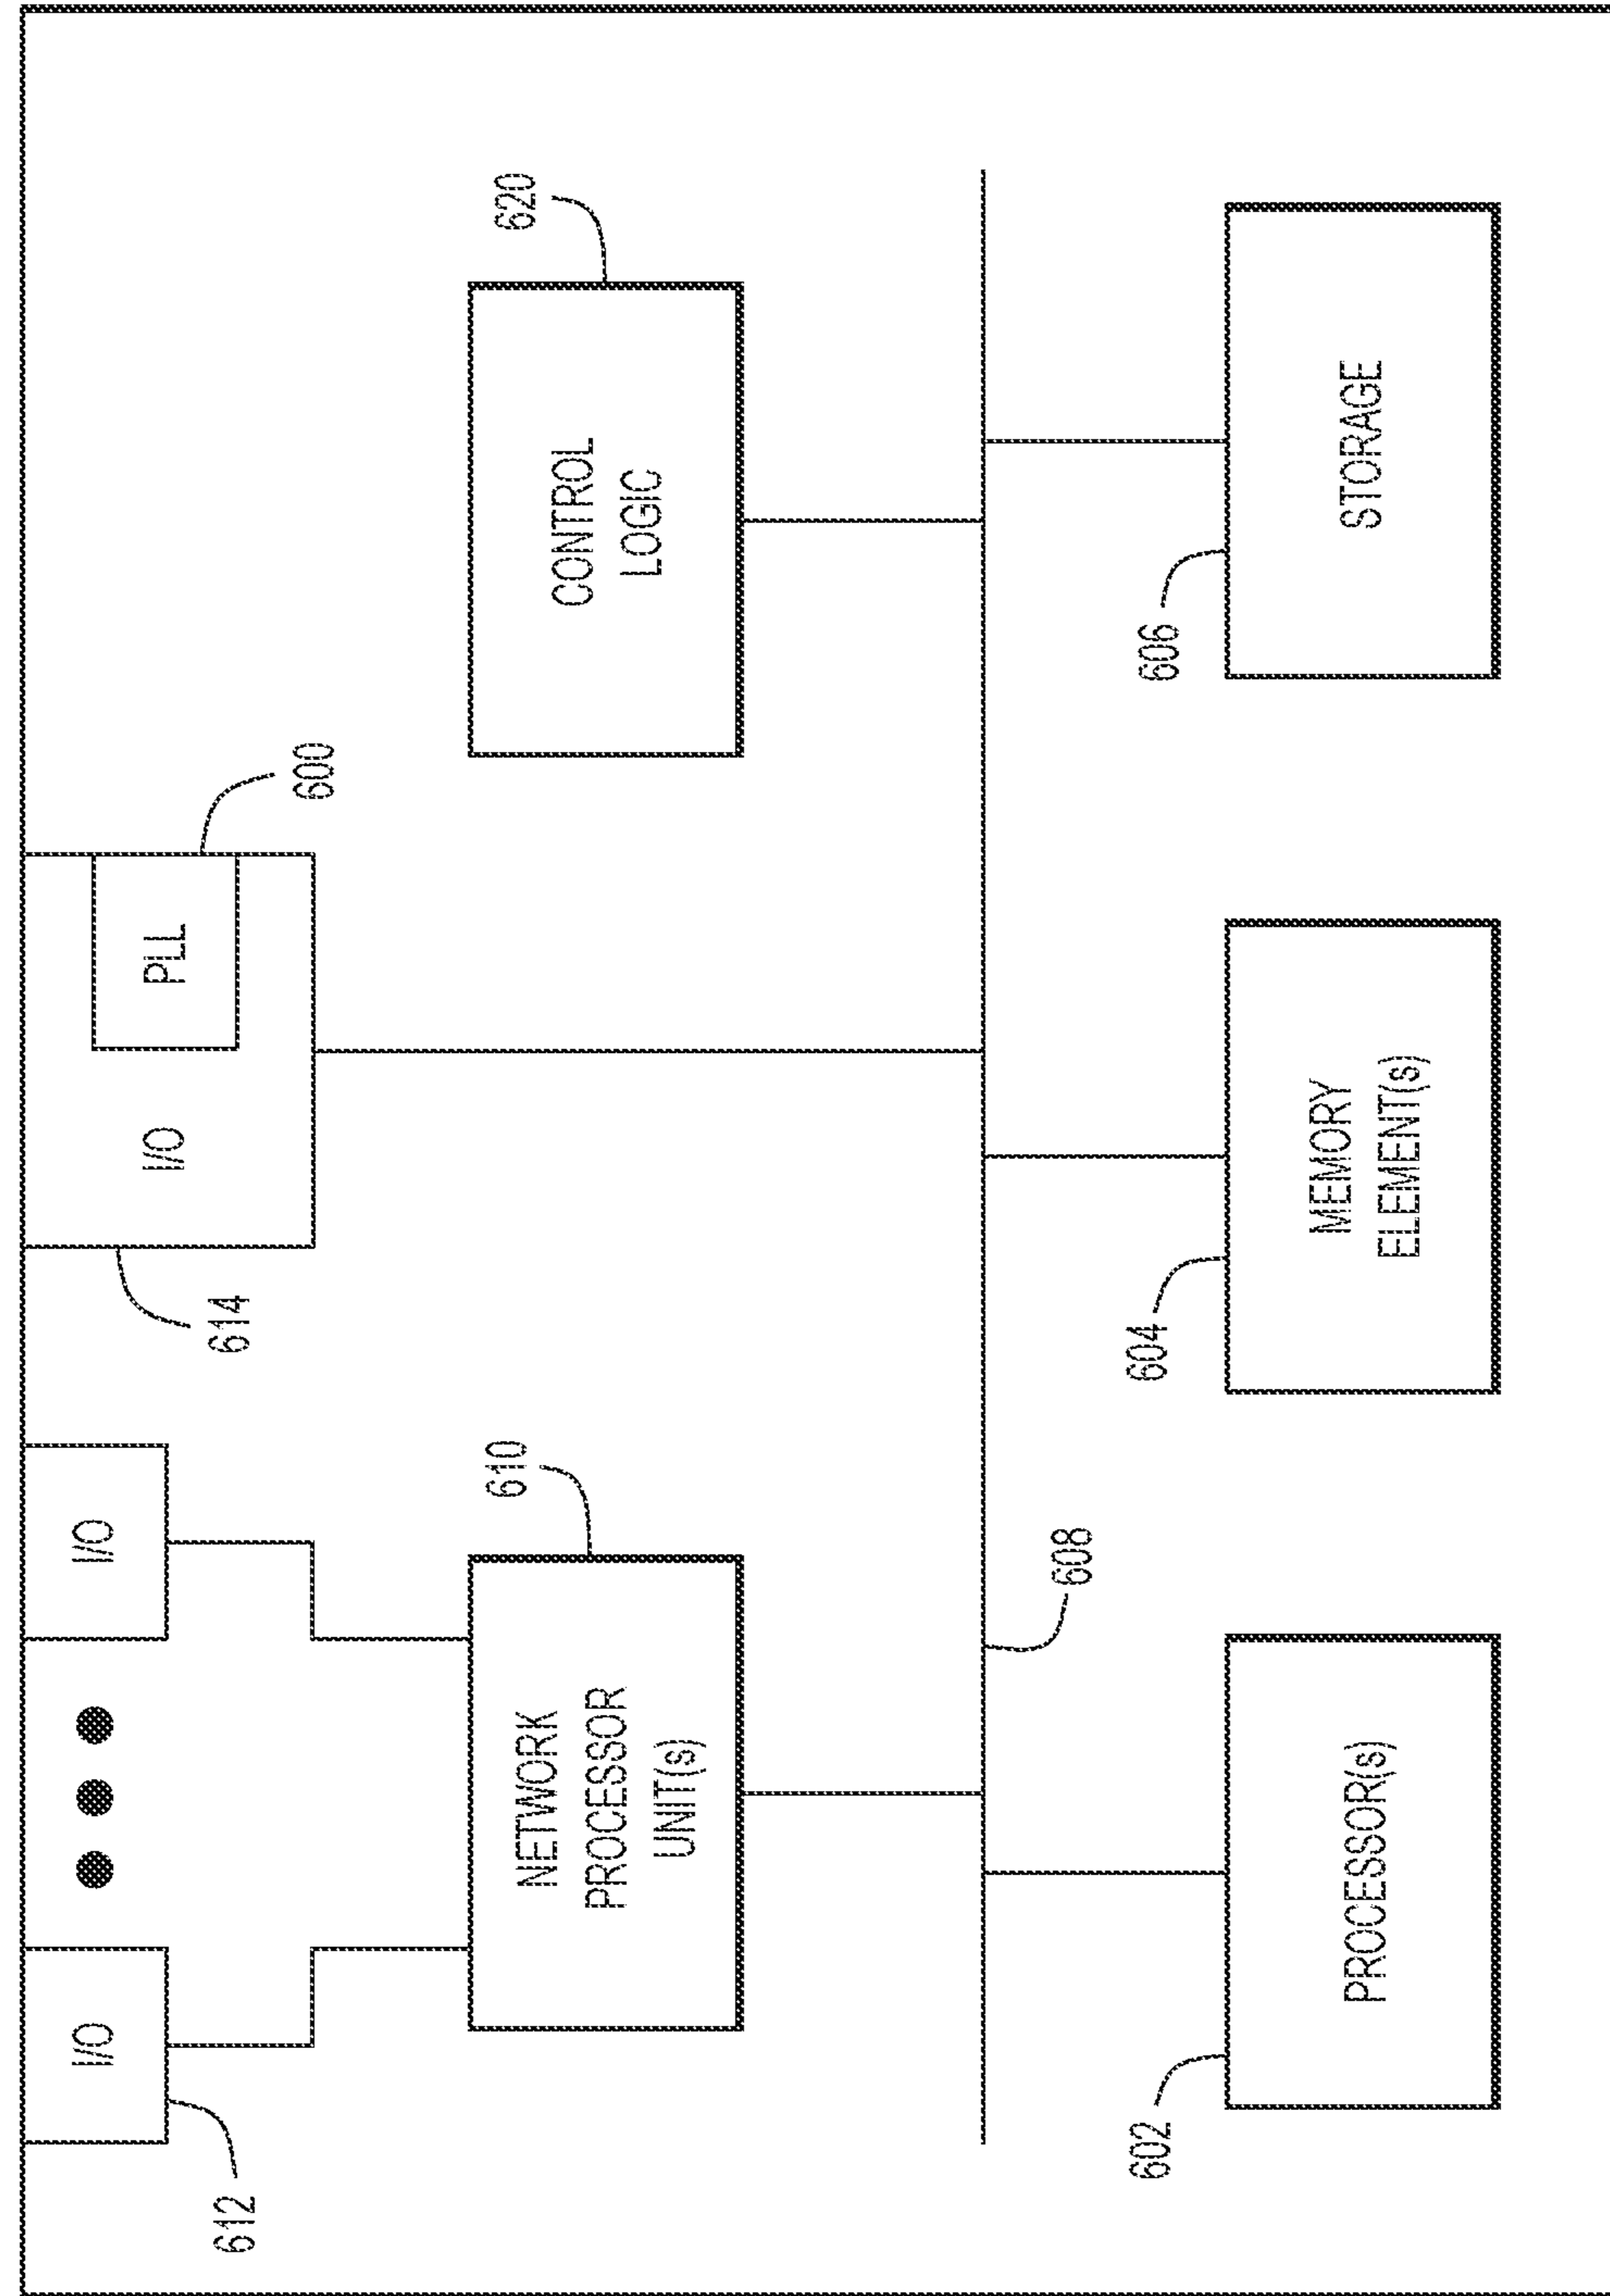 I/O
I/O
I/O
PLL
612
614
600
610
620
NETWORK
PROCESSOR
UNIT(s)
CONTROL
LOGIC
608
602
604
606
PROCESSOR(s)
MEMORY
ELEMENT(s)
STORAGE